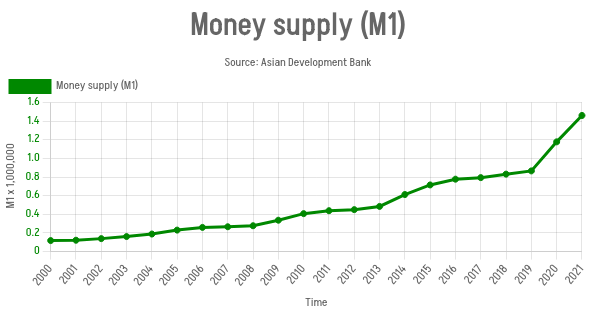 Money supply (M1)
Source: Asian Development Bank
Money supply (M1)
M1 x 1,000,000
1.6
1.4
1.2
1.0
0.8
0.6
0.4
0.2
0
2000 2001 2002 2003 2004 2005 2006 2007 2008 2009 2010 2011 2012 2013 2014 2015 2016 2017 2018 2019 2020 2021
Time